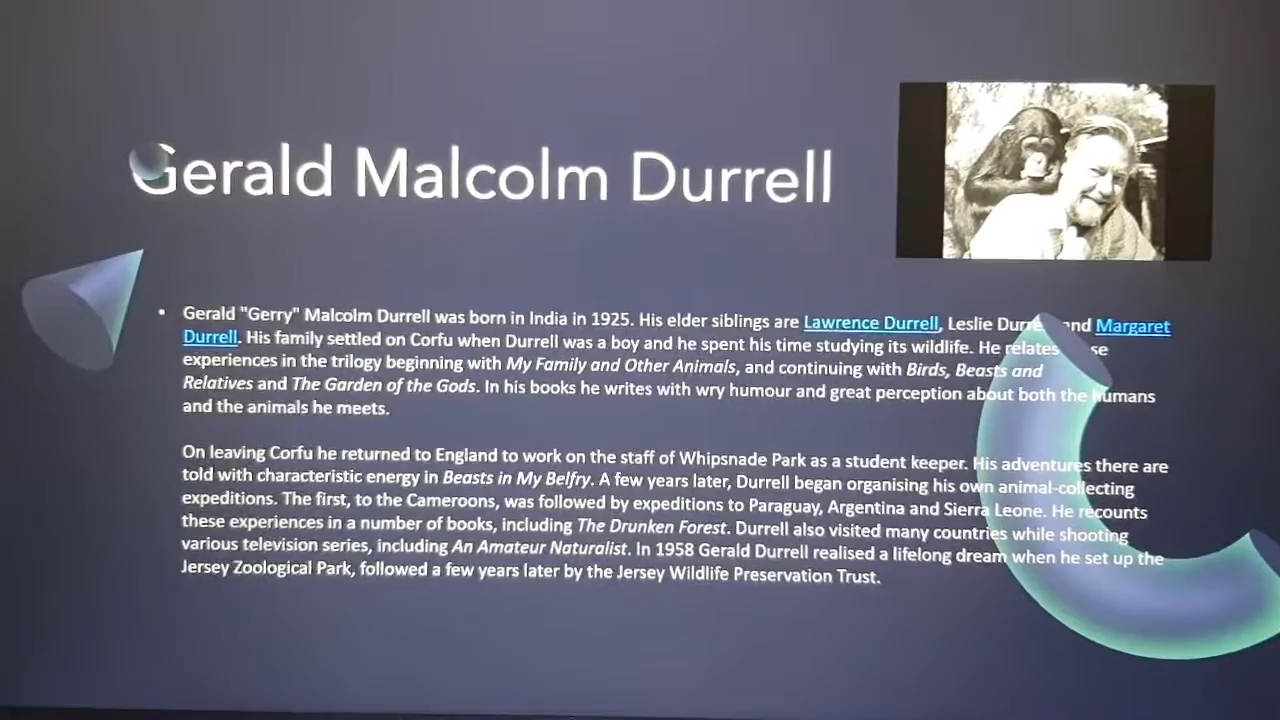 Gerald Malcolm Durrell
• Gerald "Gerry" Malcolm Durrell was born in India in 1925. His elder siblings are Lawrence Durrell, Leslie and Margaret
Durrell. His family settled on Corfu when Durrell was a boy and he spent his time studying its wildlife. He relates
experiences in the trilogy beginning with My Family and Other Animals, and continuing with Birds, Beasts and
Relatives and The Garden of the Gods. In his books he writes with wry humour and great perception about both the humans
and the animals he meets.
On leaving Corfu he returned to England to work on the staff of Whipsnade Park as a student keeper. His adventures there are
told with characteristic energy in Beasts in My Belfry. A few years later, Durrell began organising his own animal-collecting
expeditions. The first, to the Cameroons, was followed by expeditions to Paraguay, Argentina and Sierra Leone. He recounts
these experiences in a number of books, including The Drunken Forest. Durrell also visited many countries while shooting
various television series, including An Amateur Naturalist. In 1958 Gerald Durrell realised a lifelong dream when he set up the
Jersey Zoological Park, followed a few years later by the Jersey Wildlife Preservation Trust.